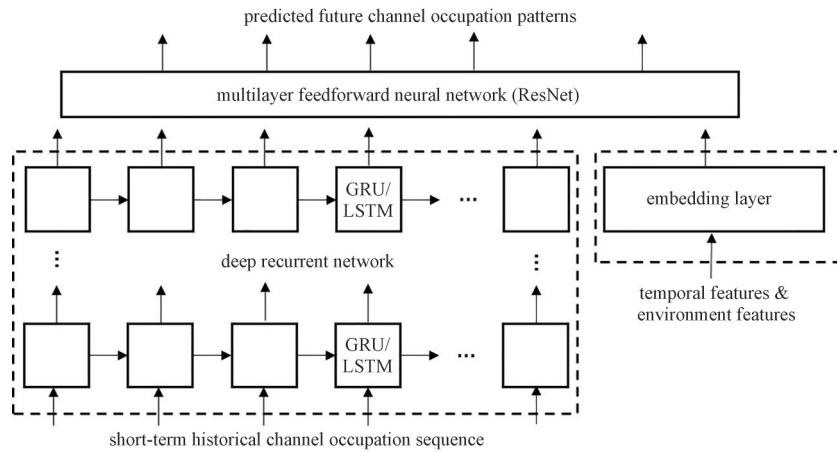 predicted future channel occupation patterns
multilayer feedforward neural network (ResNet)
GRU/
LSTM
...
embedding layer
...
deep recurrent network
...
temporal features &
environment features
GRU/
LSTM
...
short-term historical channel occupation sequence